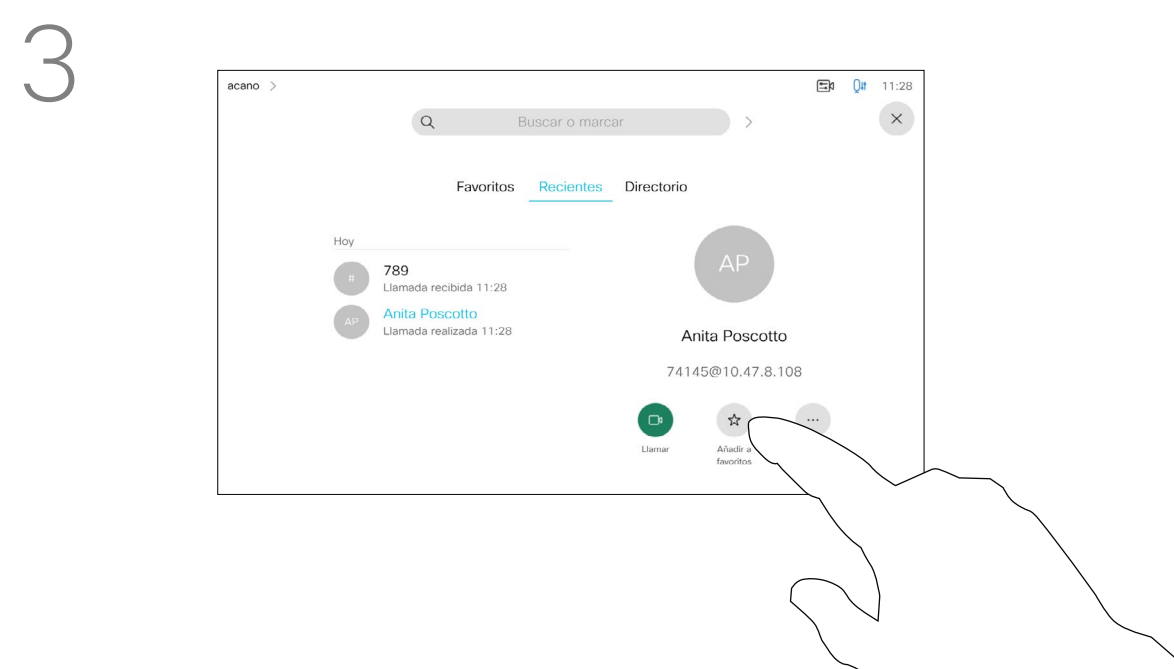 3
acano >
11:28
Buscar o marcar >
Favoritos Recientes Directorio
Hoy
#
789
Llamada recibida 11:28
AP
Anita Poscotto
Llamada realizada 11:28
AP
Anita Poscotto
74145@10.47.8.108
...
Llamar
Añadir a
favoritos